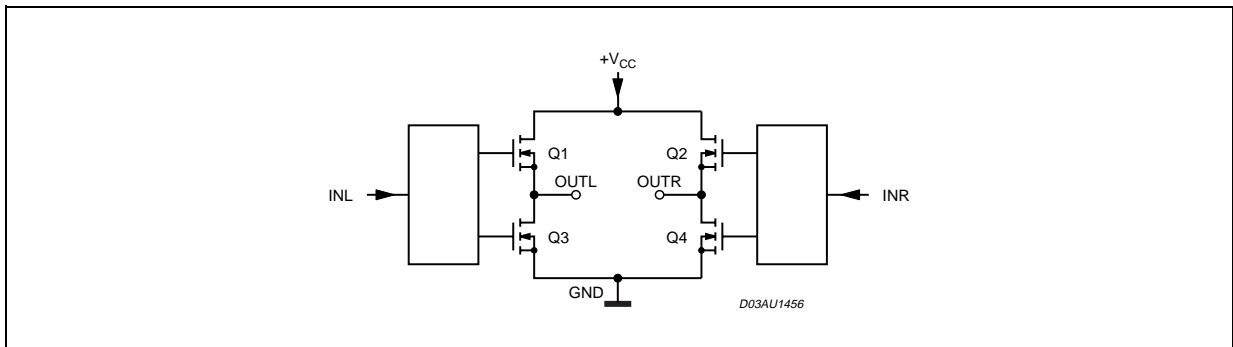 +VCC
Q1
Q2
OUTL
OUTR
INL
INR
Q3
Q4
GND
D03AU1456